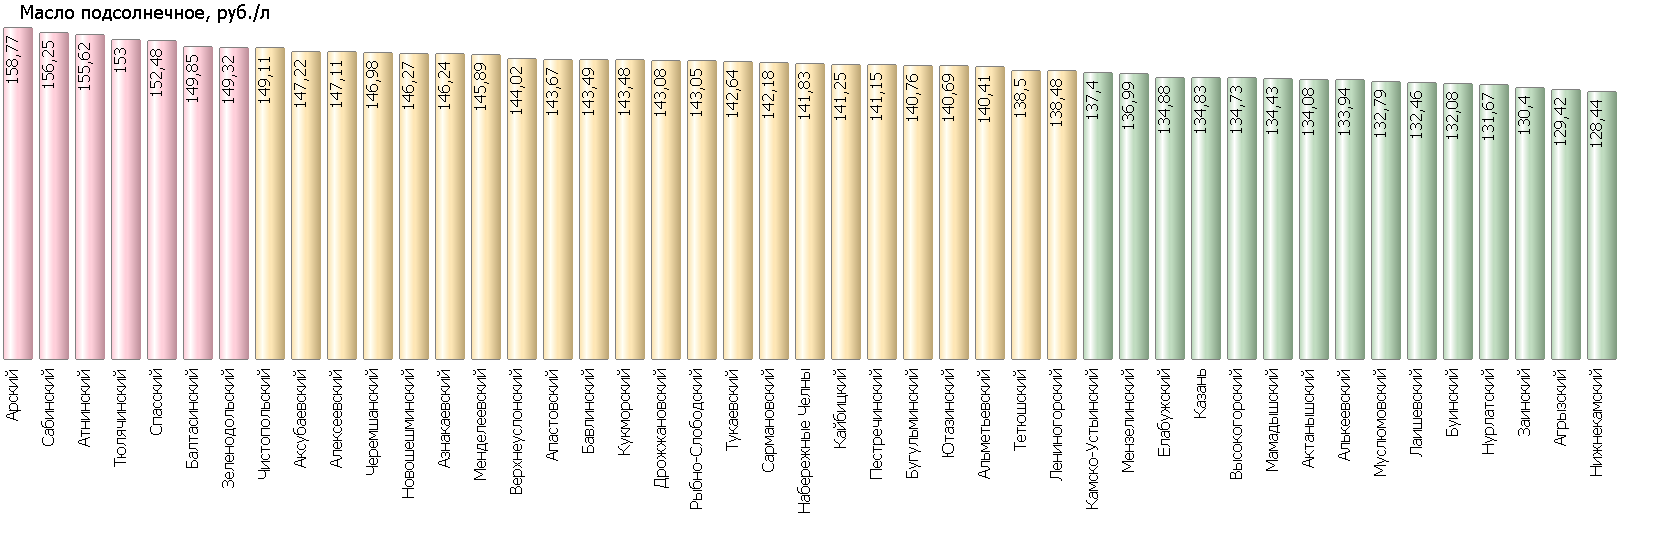 Масло подсолнечное, руб./л
158,77
156,25
155,62
153
152,48
149,85
149,32
149,11
147,22
147,11
146,98
146,27
146,24
145,89
144,02
143,67
143,49
143,48
143,08
143,05
142,64
142,18
141,83
141,25
141,15
140,76
140,69
140,41
138,5
138,48
137,4
136,99
134,88
134,83
134,73
134,43
134,08
133,94
132,79
132,46
132,08
131,67
130,4
129,42
128,44
Арский
Сабинский
Атнинский
Тюлячинский
Спасский
Балтасинский
Зеленодольский
Чистопольский
Аксубаевский
Алексеевский
Черемшанский
Новошешминский
Азнакаевский
Менделеевский
Верхнеуслонский
Апастовский
Бавлинский
Кукморский
Дрожжановский
Рыбно-Слободский
Тукаевский
Сармановский
Набережные Челны
Кайбицкий
Пестречинский
Бугульминский
Ютазинский
Альметьевский
Тетюшский
Лениногорский
Камско-Устьинский
Мензелинский
Елабужский
Казань
Высокогорский
Мамадышский
Актанышский
Алькеевский
Муслюмовский
Лаишевский
Буинский
Нурлатский
Заинский
Агрызский
Нижнекамский